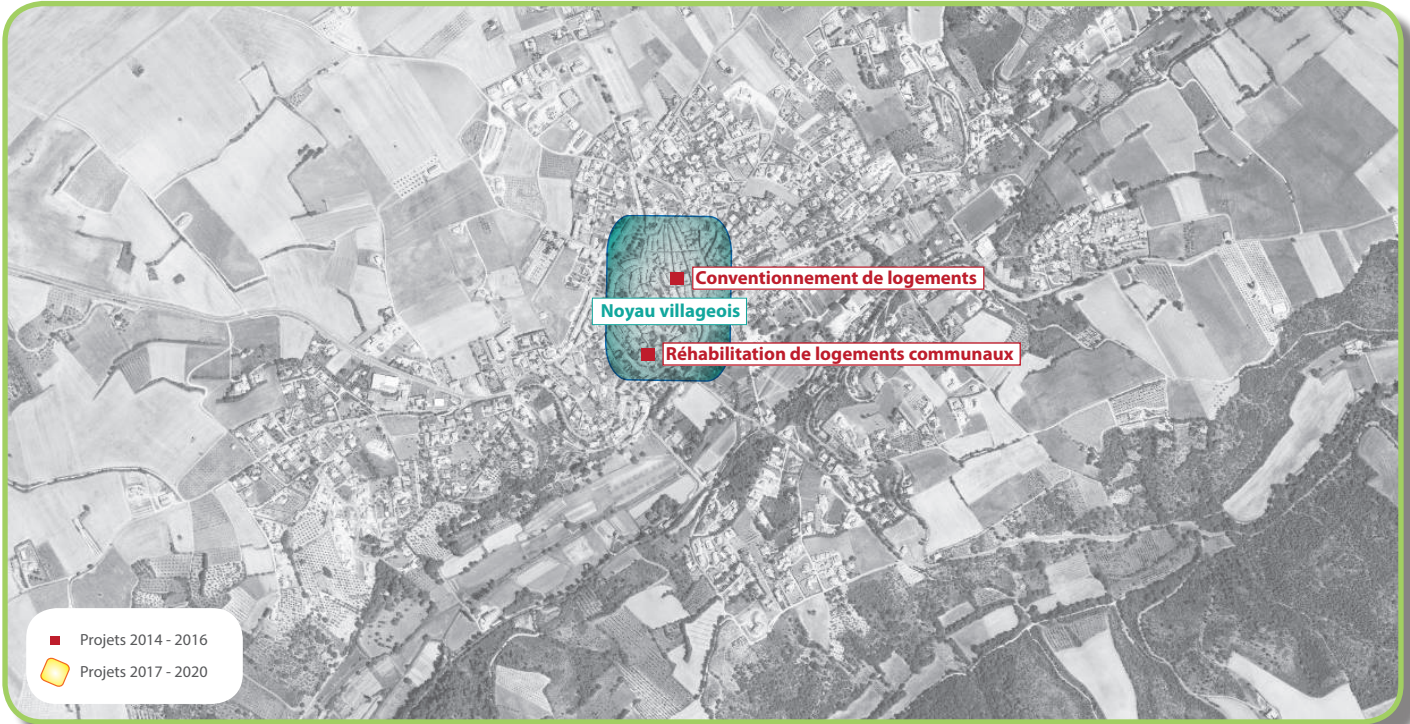 Conventionnement de logements
Noyau villageois
Réhabilitation de logements communaux
Projets 2014 - 2016
Projets 2017 - 2020